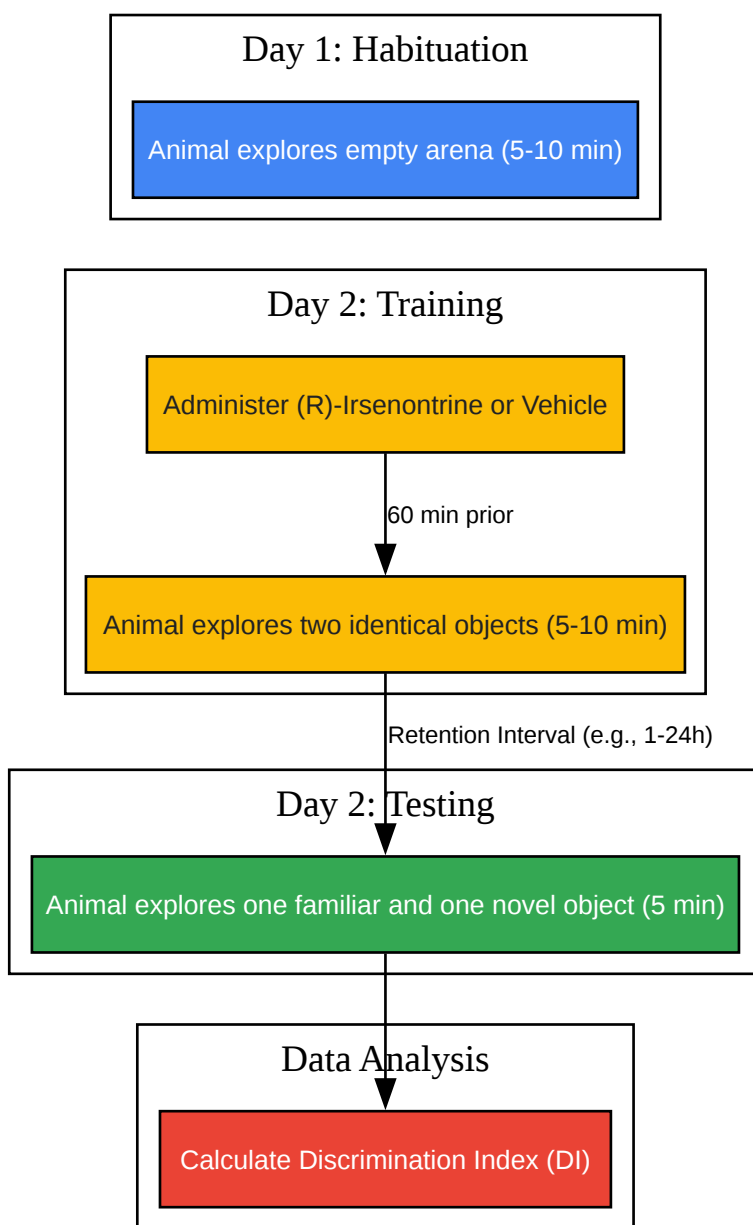 Day 1: Habituation
Animal explores empty arena (5-10 min)
Day 2: Training
Administer (R)-Irsenontrine or Vehicle
60 min prior
Animal explores two identical objects (5-10 min)
Retention Interval (e.g., 1-24h)
Day 2: Testing
Animal explores one familiar and one novel object (5 min)
Data Analysis
Calculate Discrimination Index (DI)